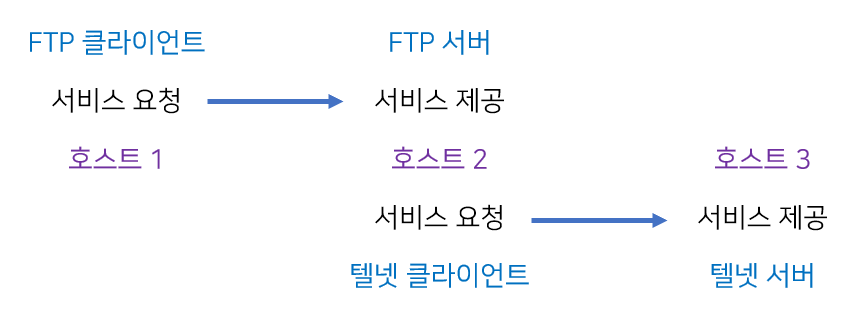 FTP 클라이언트 FTP 서버
서비스 요청 서비스 제공
호스트 1 호스트 2 호스트 3
서비스 요청 서비스 제공
텔넷 클라이언트 텔넷 서버